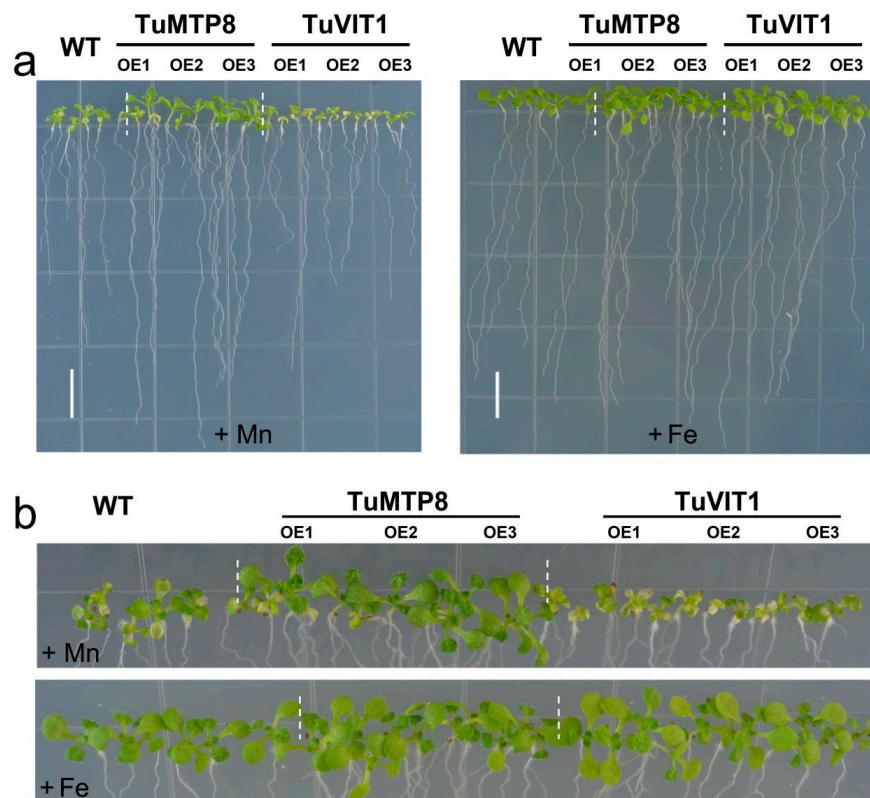 a
WT TuMTP8 TuVIT1
OE1 OE2 OE3 OE1 OE2 OE3
+ Mn
WT TuMTP8 TuVIT1
OE1 OE2 OE3 OE1 OE2 OE3
+ Fe
b
WT TuMTP8 TuVIT1
OE1 OE2 OE3 OE1 OE2 OE3
+ Mn
+ Fe